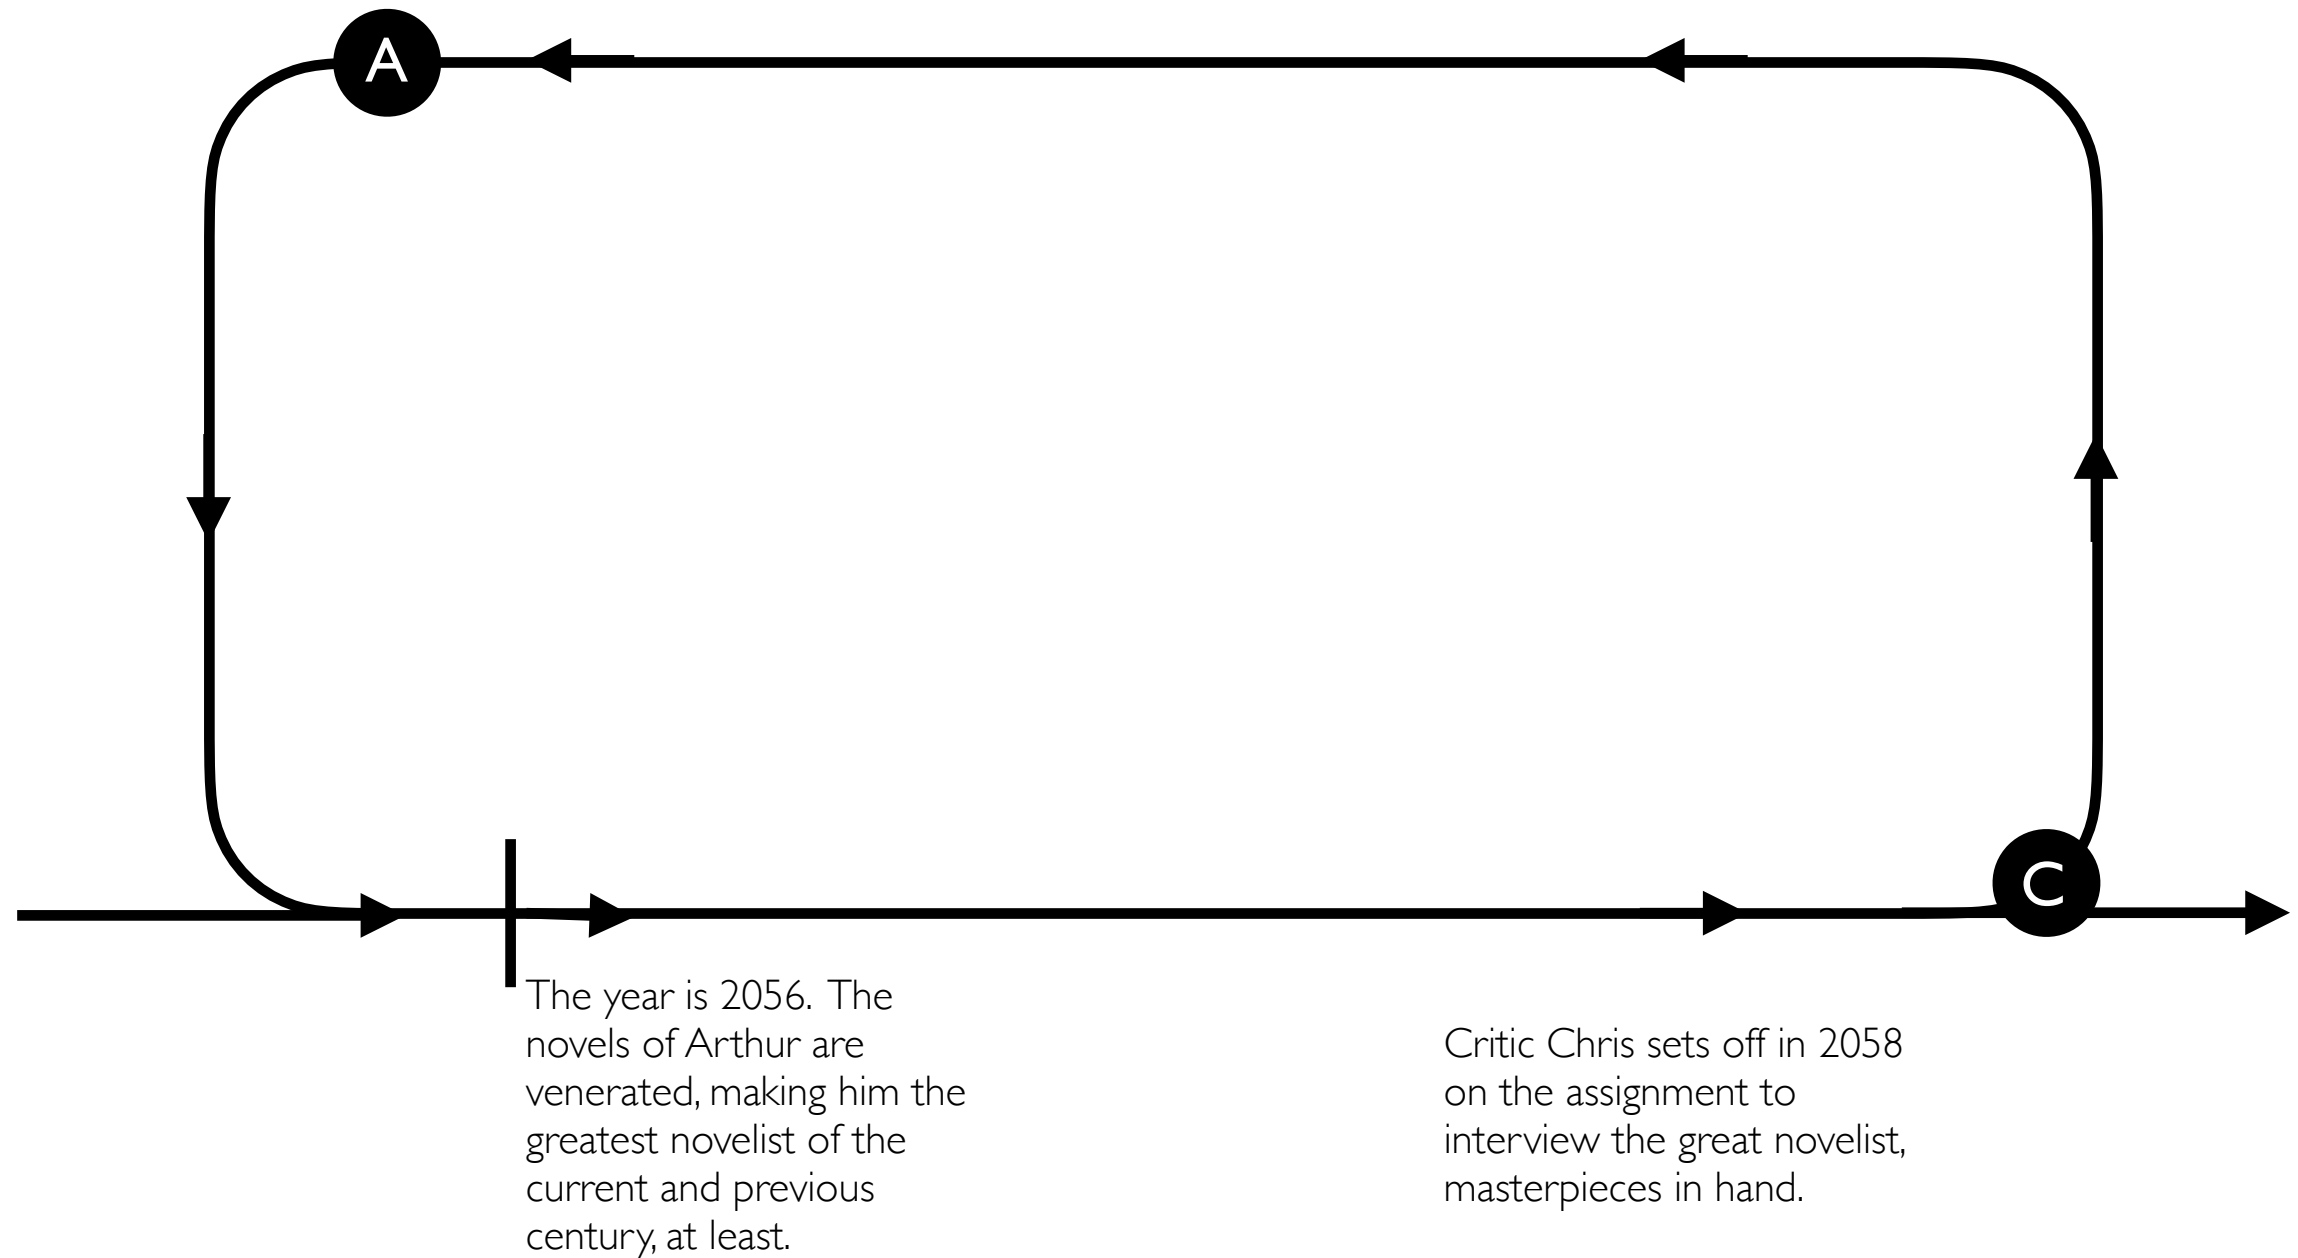 A
C
The year is 2056. The
novels of Arthur are
venerated, making him the
greatest novelist of the
current and previous
century, at least.
Critic Chris sets off in 2058
on the assignment to
interview the great novelist,
masterpieces in hand.